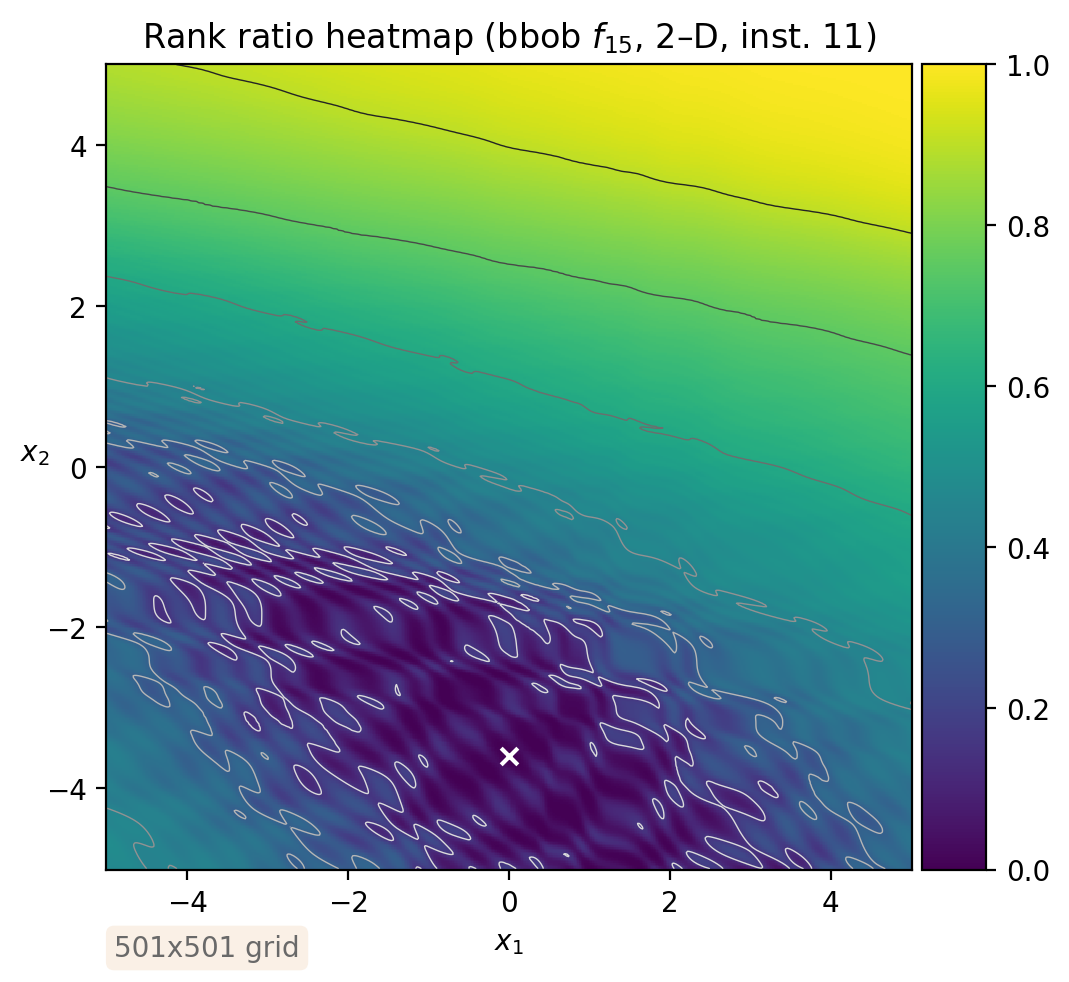 Rank ratio heatmap (bbob f₁₅, 2–D, inst. 11)
1.0
4
0.8
2
0.6
x₂
0
0.4
−2
0.2
−4
0.0
−4 −2 0 2 4
x₁
501x501 grid